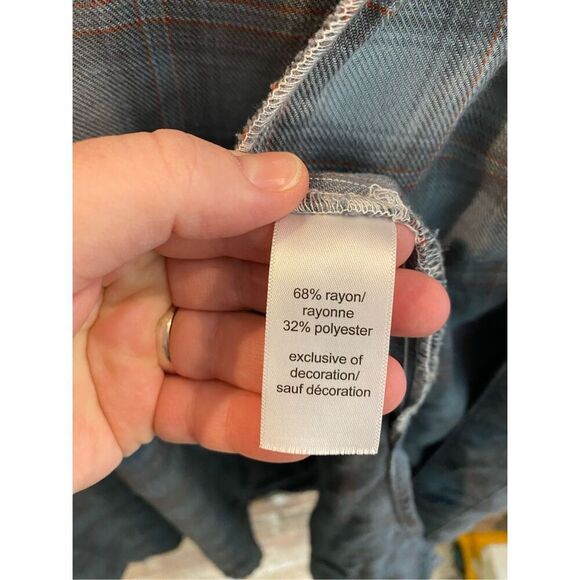 68% rayon/
rayonne
32% polyester
exclusive of
decoration/
sauf décoration